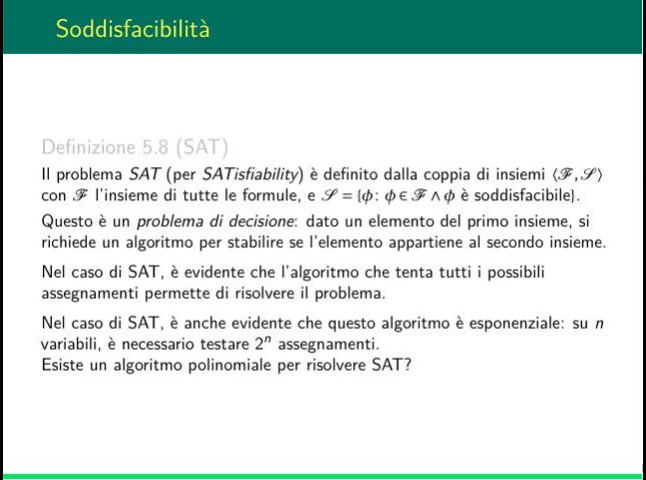 Soddisfacibilità
Definizione 5.8 (SAT)
Il problema SAT (per SATisfiability) è definito dalla coppia di insiemi ⟨ℱ,𝒮⟩
con ℱ l'insieme di tutte le formule, e 𝒮 = {ϕ: ϕ ∈ ℱ ∧ ϕ è soddisfacibile}.
Questo è un problema di decisione: dato un elemento del primo insieme, si
richiede un algoritmo per stabilire se l'elemento appartiene al secondo insieme.
Nel caso di SAT, è evidente che l'algoritmo che tenta tutti i possibili
assegnamenti permette di risolvere il problema.
Nel caso di SAT, è anche evidente che questo algoritmo è esponenziale: su n
variabili, è necessario testare 2ⁿ assegnamenti.
Esiste un algoritmo polinomiale per risolvere SAT?